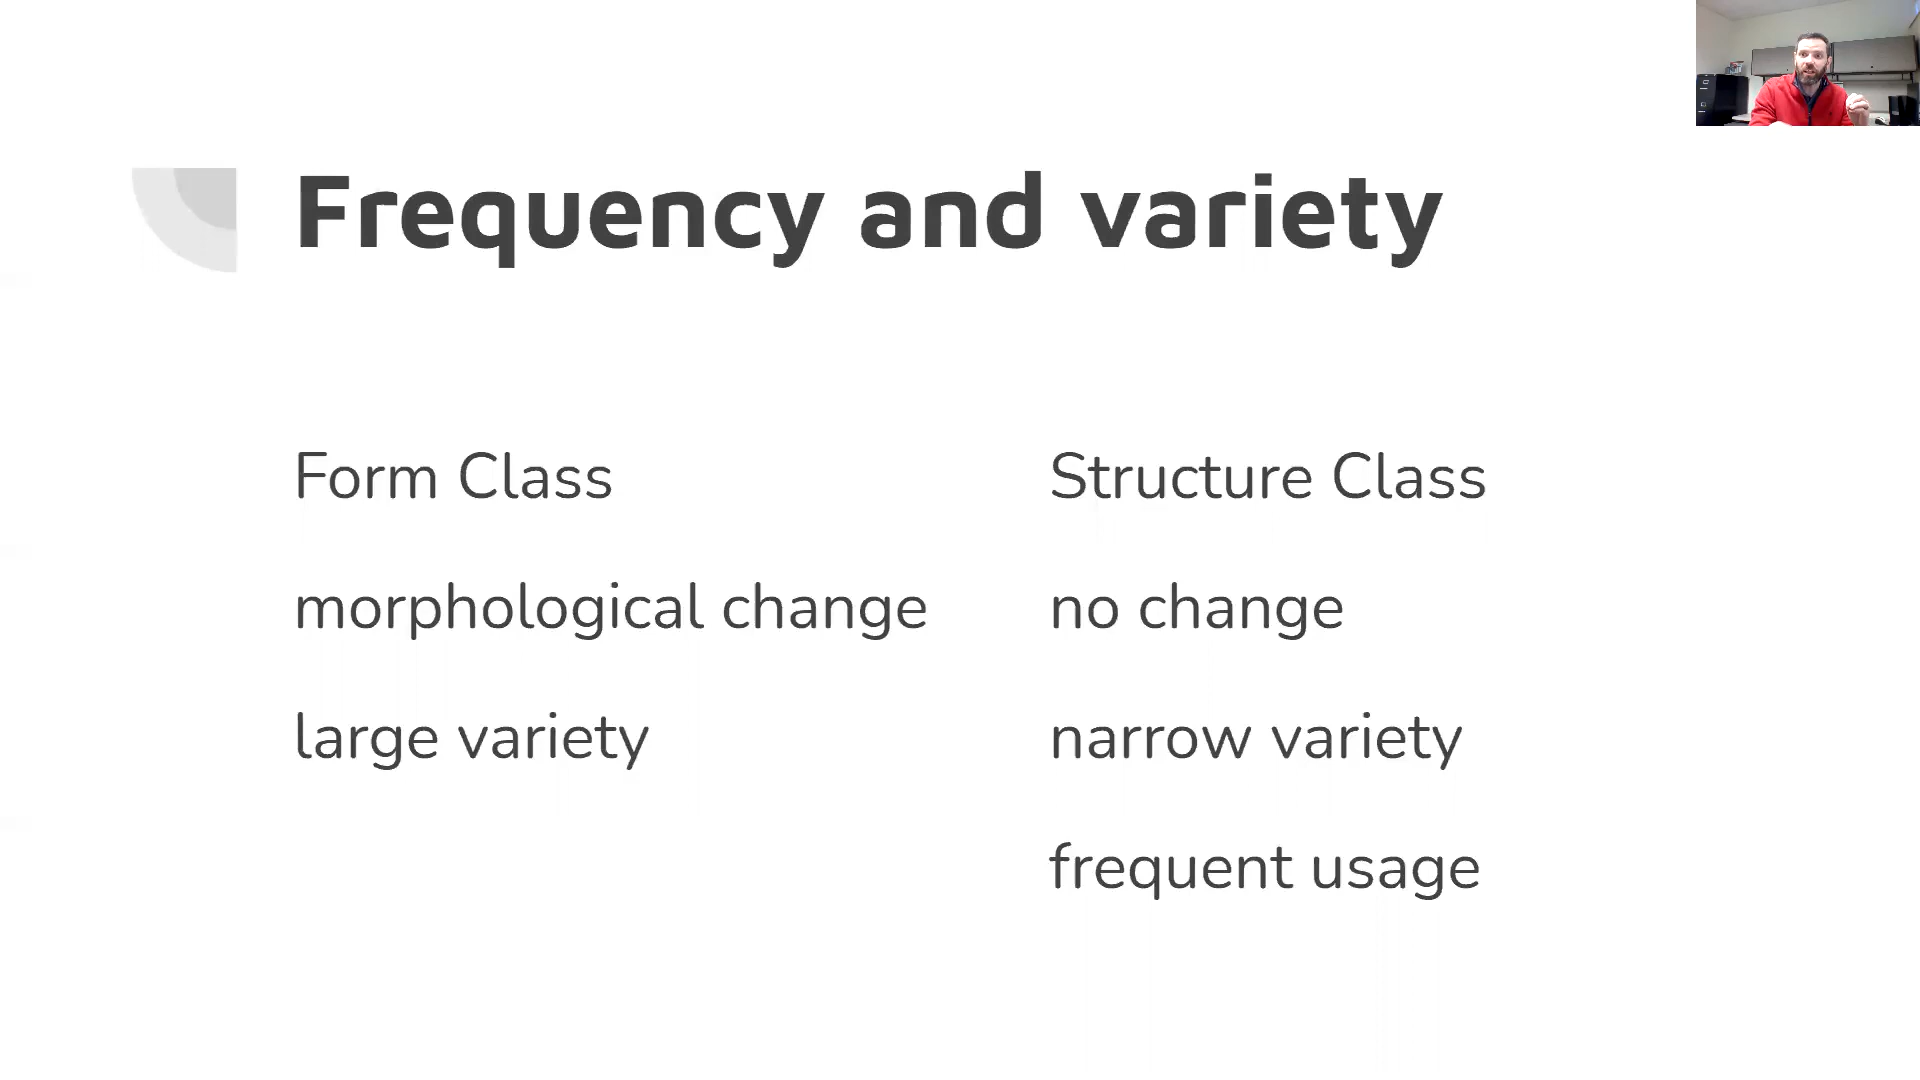 Frequency and variety
Form Class
morphological change
large variety
Structure Class
no change
narrow variety
frequent usage